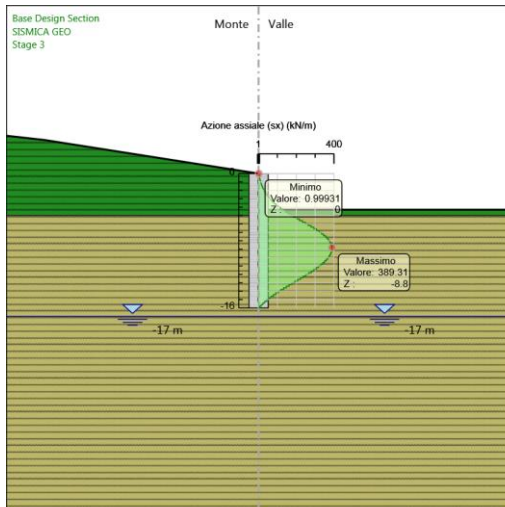 Base Design Section
SISMICA GEO
Stage 3
Monte Valle
Azione assiale (sx) (kN/m)
1 400
0
Minimo
Valore: 0.99931
Z : 0
Massimo
Valore: 389.31
Z : -8.8
-16
-17 m -17 m